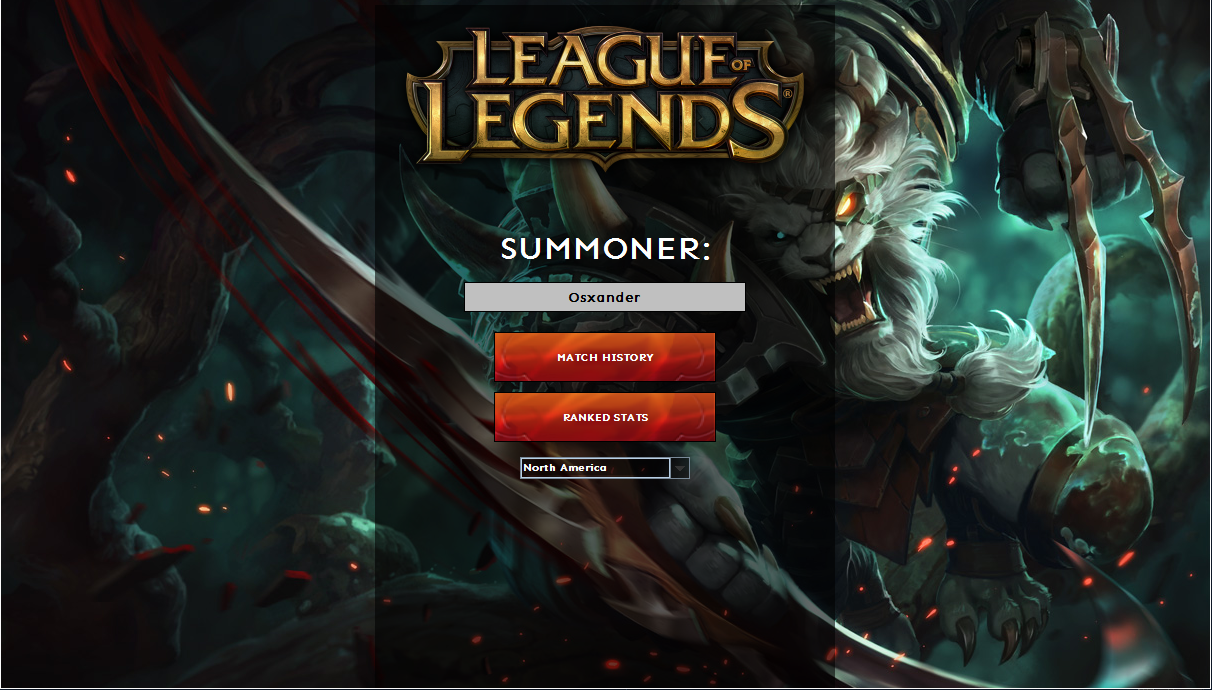 LEAGUE OF
LEGENDS®
SUMMONER:
Osxander
MATCH HISTORY
RANKED STATS
North America